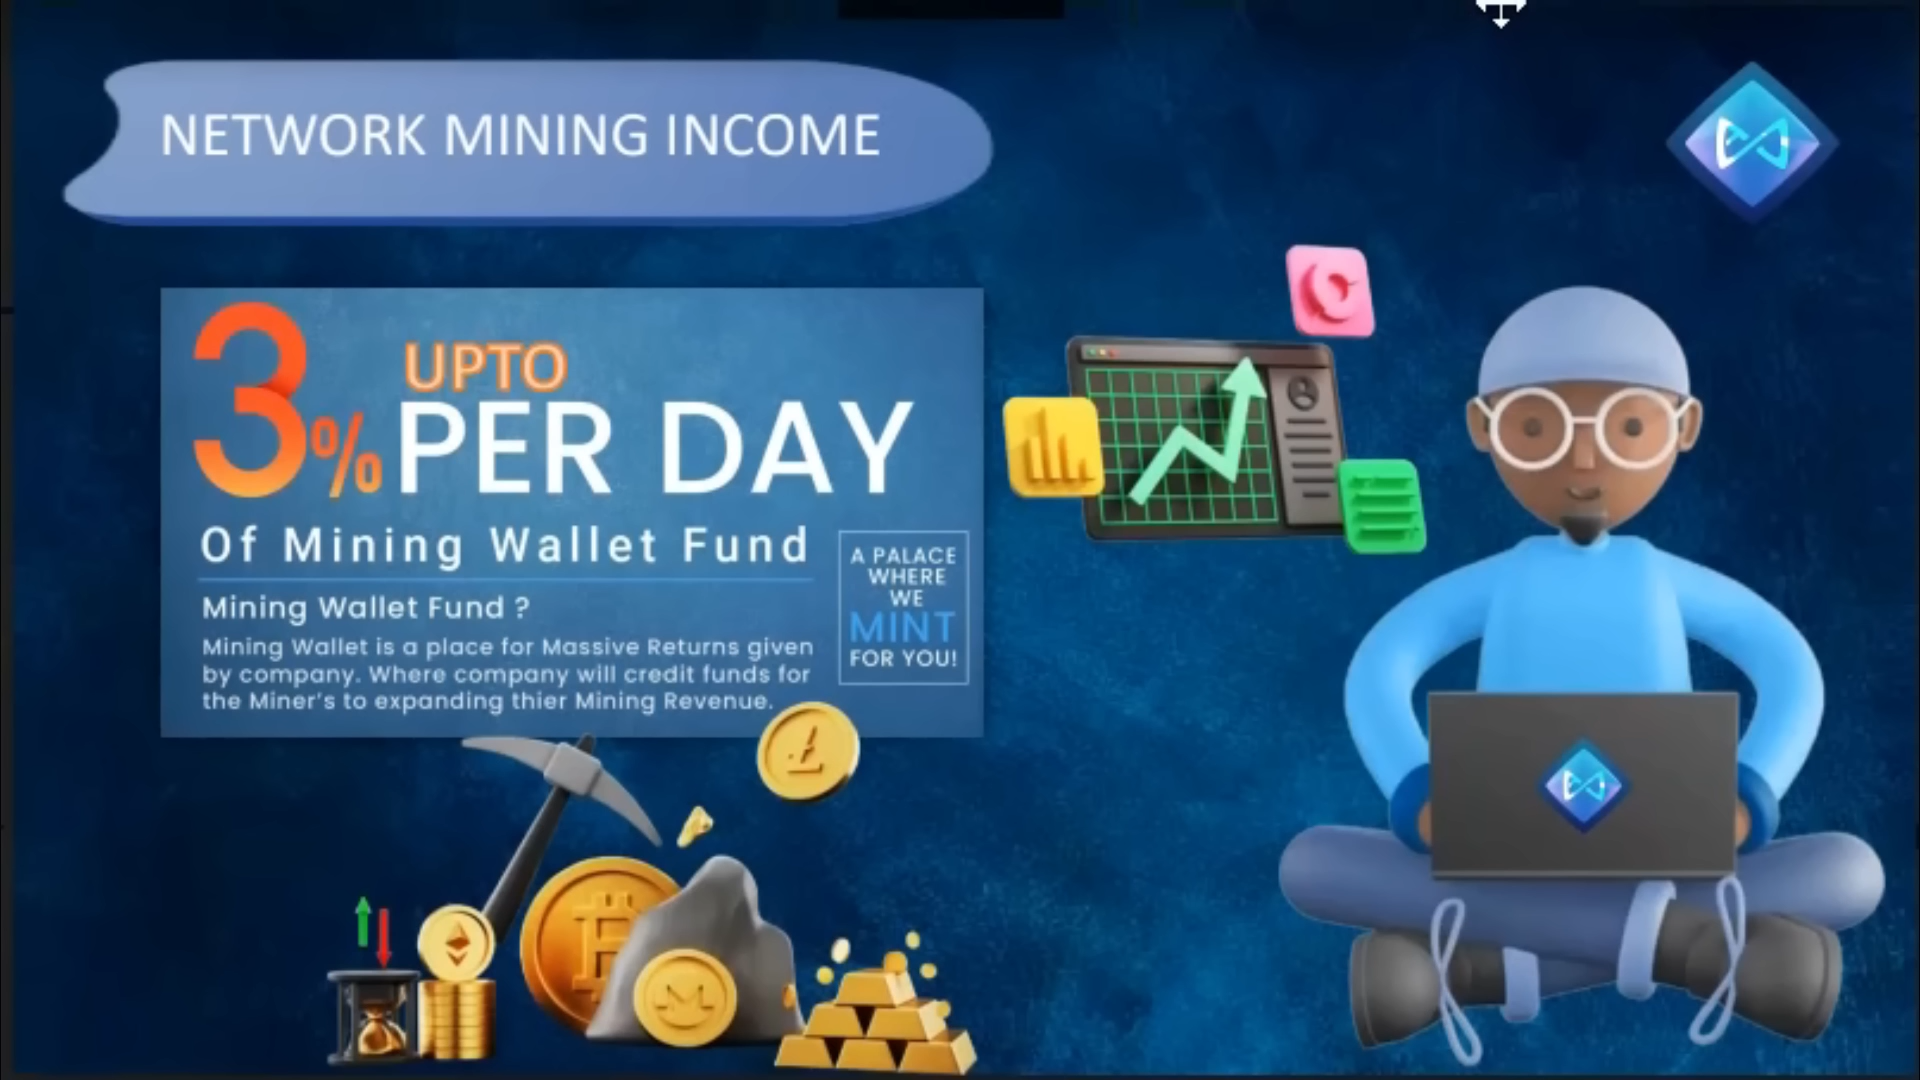 NETWORK MINING INCOME
3% UPTO
PER DAY
Of Mining Wallet Fund
Mining Wallet Fund ?
Mining Wallet is a place for Massive Returns given
by company. Where company will credit funds for
the Miner's to expanding thier Mining Revenue.
A PALACE
WHERE
WE
MINT
FOR YOU!